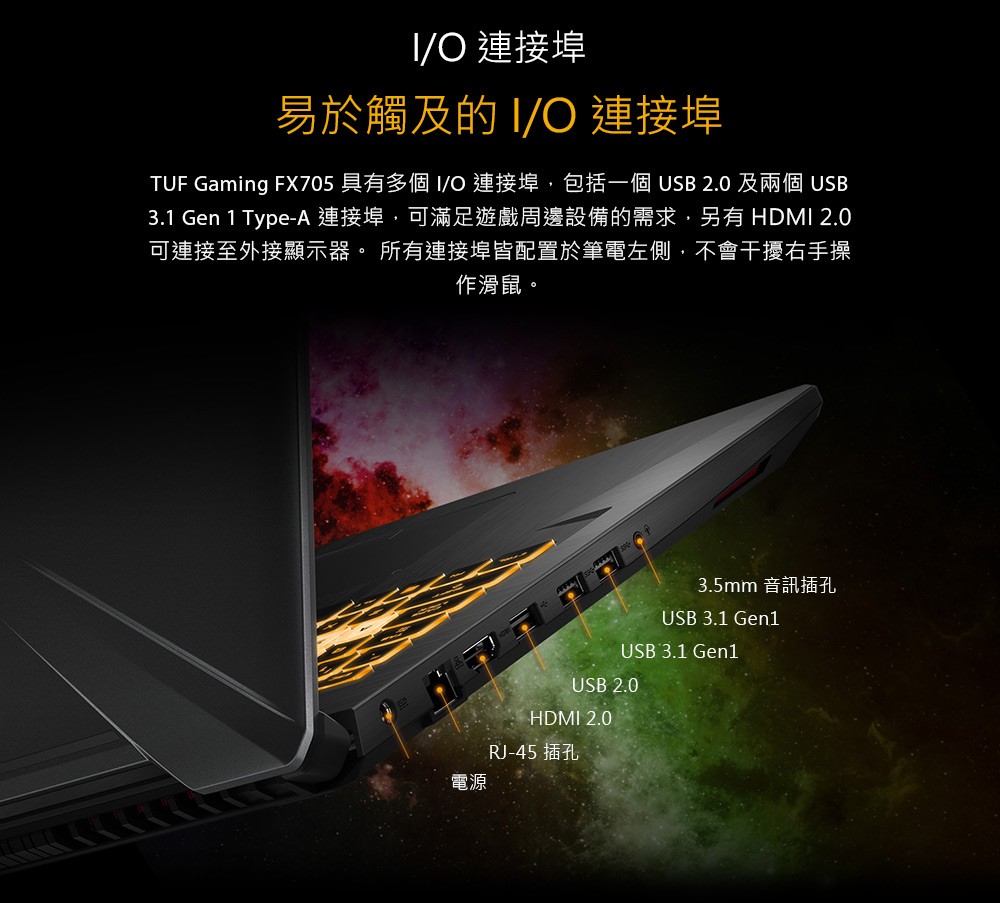 I/O 連接埠
易於觸及的 I/O 連接埠
TUF Gaming FX705 具有多個 I/O 連接埠，包括一個 USB 2.0 及兩個 USB
3.1 Gen 1 Type-A 連接埠，可滿足遊戲周邊設備的需求，另有 HDMI 2.0
可連接至外接顯示器。 所有連接埠皆配置於筆電左側，不會干擾右手操
作滑鼠。
3.5mm 音訊插孔
USB 3.1 Gen1
USB 3.1 Gen1
USB 2.0
HDMI 2.0
RJ-45 插孔
電源